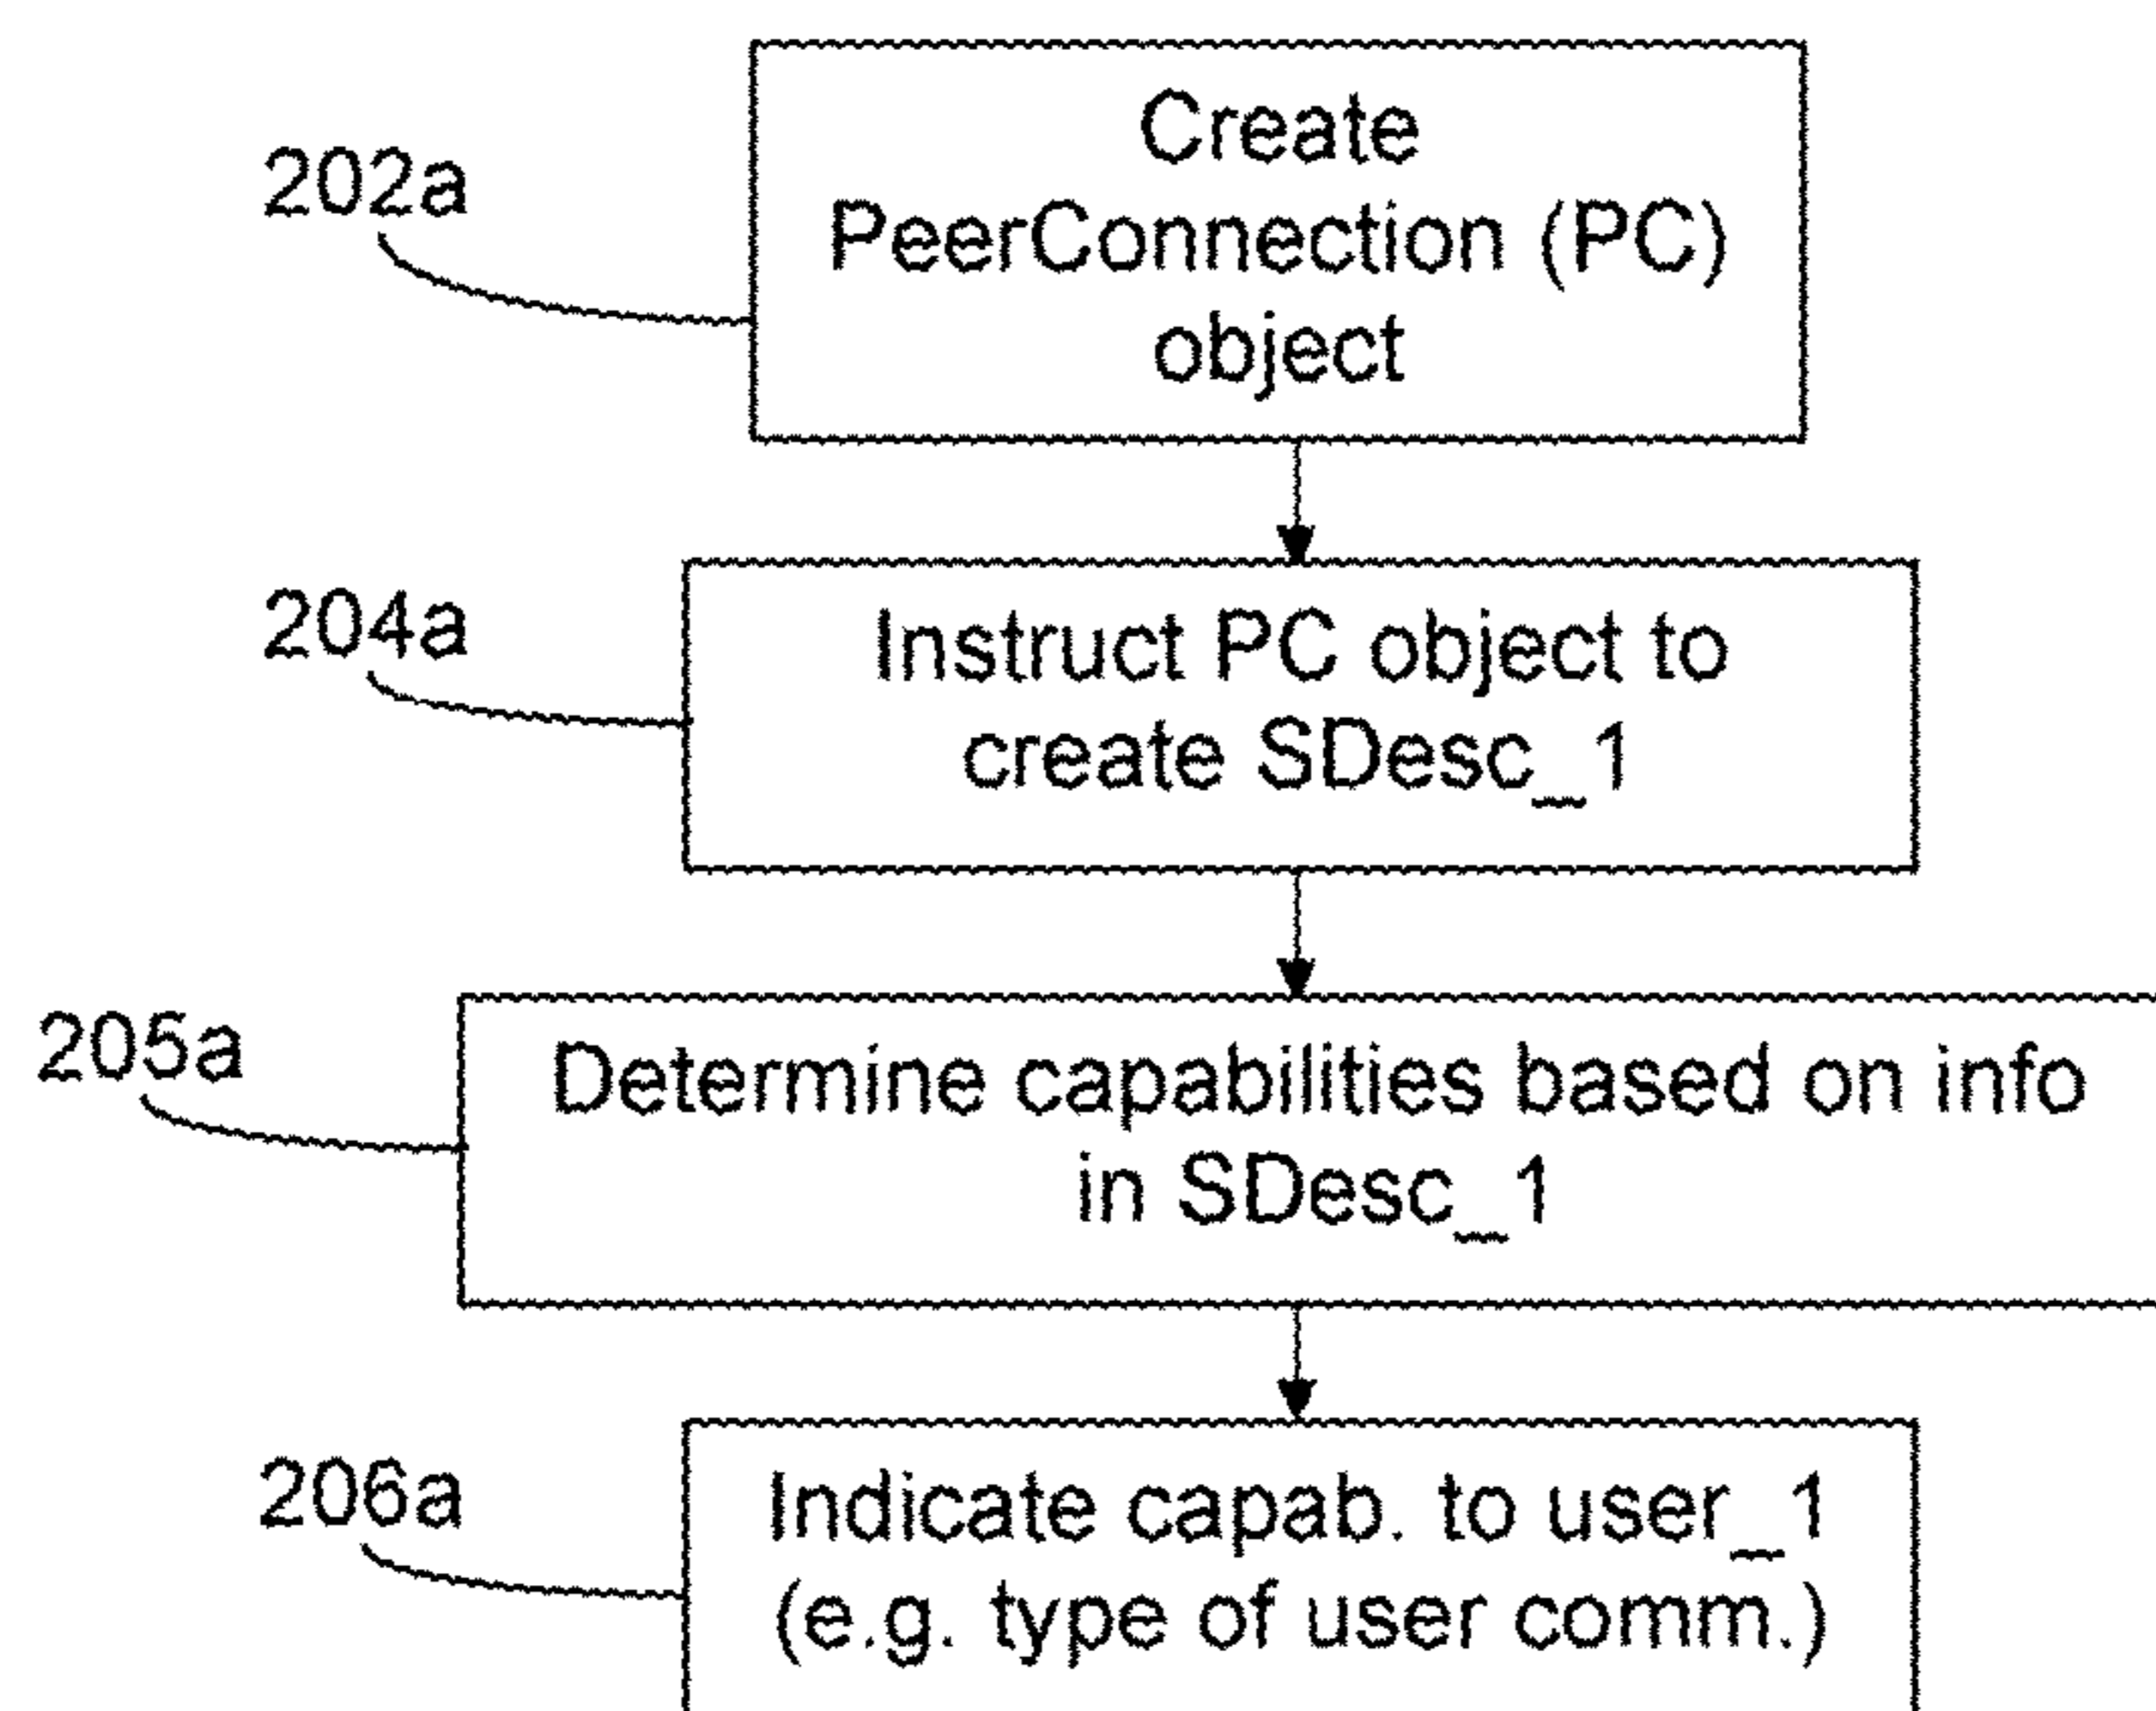 202a
Create
PeerConnection (PC)
object
204a
Instruct PC object to
create SDesc_1
205a
Determine capabilities based on info
in SDesc_1
206a
Indicate capab. to user_1
(e.g. type of user comm.)